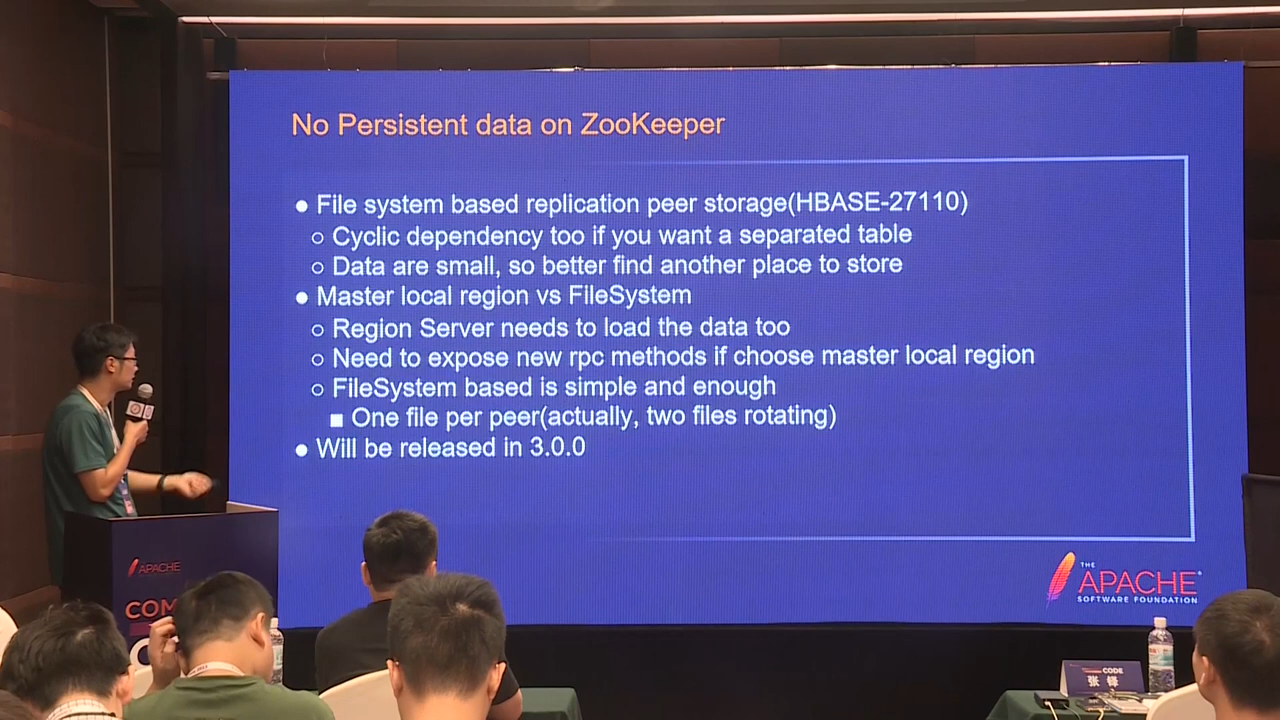 No Persistent data on ZooKeeper
● File system based replication peer storage(HBASE-27110)
○ Cyclic dependency too if you want a separated table
○ Data are small, so better find another place to store
● Master local region vs FileSystem
○ Region Server needs to load the data too
○ Need to expose new rpc methods if choose master local region
○ FileSystem based is simple and enough
■ One file per peer(actually, two files rotating)
● Will be released in 3.0.0
THE
APACHE
SOFTWARE FOUNDATION
APACHE
COM
CODE
张 铎